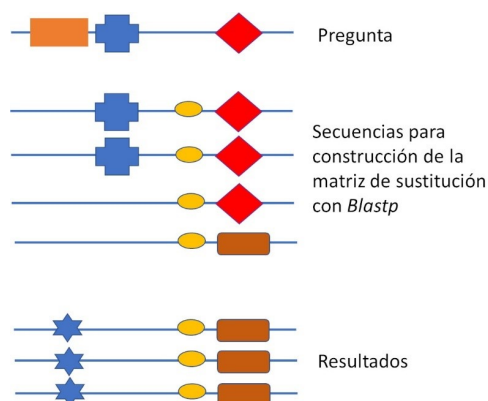 Pregunta
Secuencias para
construcción de la
matriz de sustitución
con Blastp
Resultados